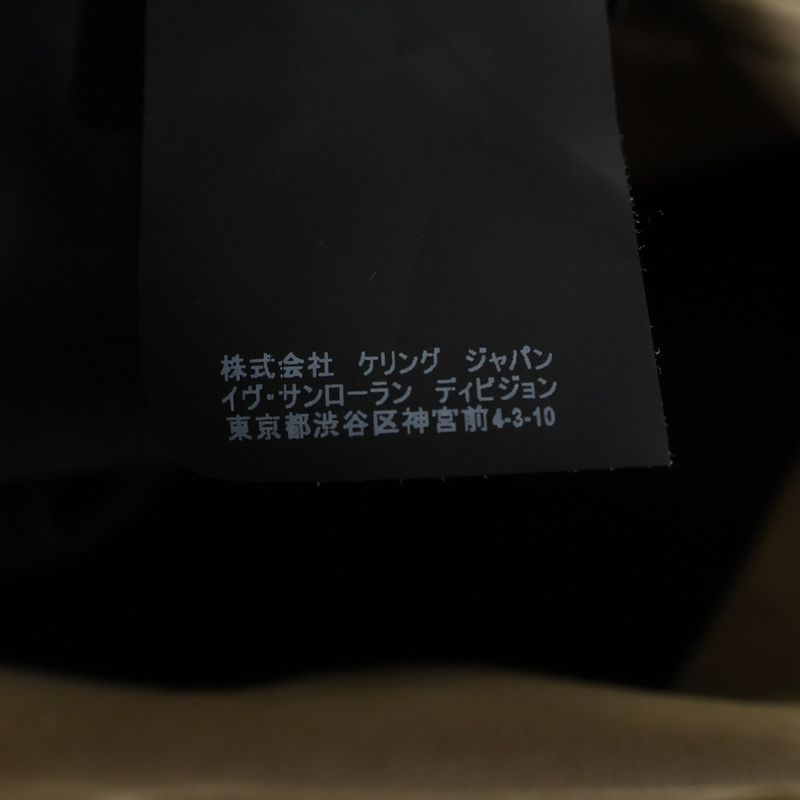 株式会社 ケリング ジャパン
イヴ・サンローラン ディビジョン
東京都渋谷区神宮前4-3-10